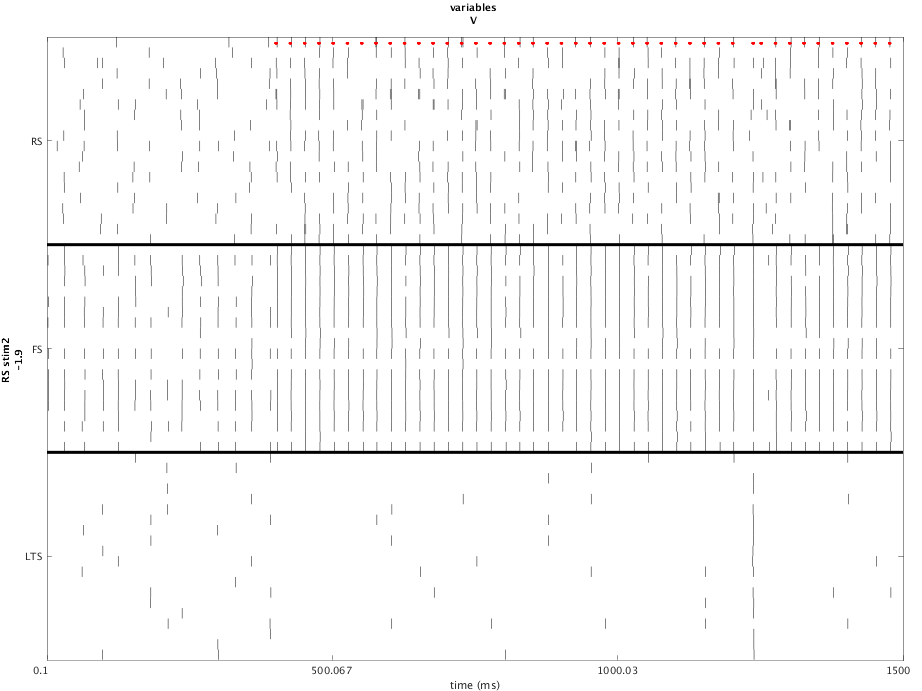 variables
V
RS
FS
LTS
RS stim2
-1.9
0.1
500.067
1000.03
1500
time (ms)